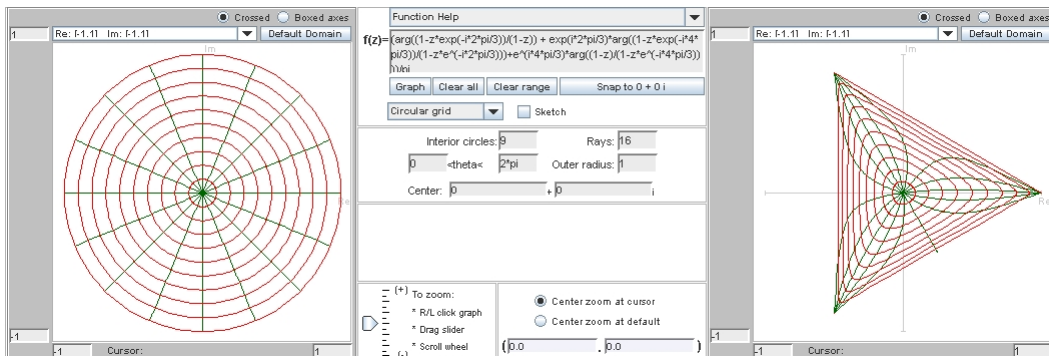 Crossed Boxed axes
1 Re: [-1.1] Im: [-1.1] Default Domain
Im
Re
-1
-1 Cursor: 1
Function Help
f(z)= (arg((1-z*exp(-i*2*pi/3))/(1-z)) + exp(i*2*pi/3)*arg((1-z*exp(-i*4*
pi/3))/(1-z*e^(-i*2*pi/3)))+e^(i*4*pi/3)*arg((1-z)/(1-z*e^(-i*4*pi/3))
))/pi
Graph Clear all Clear range Snap to 0 + 0 i
Circular grid Sketch
Interior circles: 9 Rays: 16
0 <theta< 2*pi Outer radius: 1
Center: 0 + 0 i
(+) To zoom:
* R/L click graph
* Drag slider
* Scroll wheel
(-)
Center zoom at cursor
Center zoom at default
( 0.0 , 0.0 )
Crossed Boxed axes
1 Re: [-1.1] Im: [-1.1] Default Domain
Im
Re
-1
-1 Cursor: 1